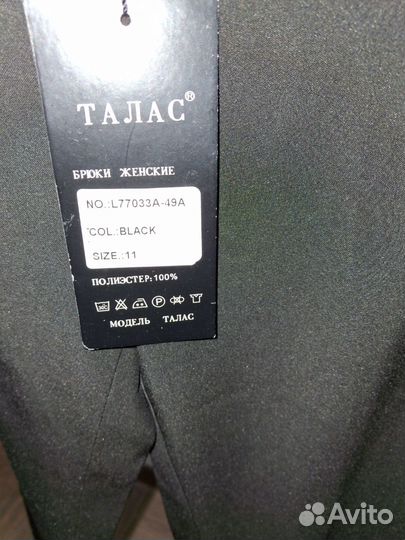 ТАЛАС®
БРЮКИ ЖЕНСКИЕ
NO.:L77033A-49A
COL.:BLACK
SIZE.:11
ПОЛИЭСТЕР:100%
P
МОДЕЛЬ ТАЛАС
Avito